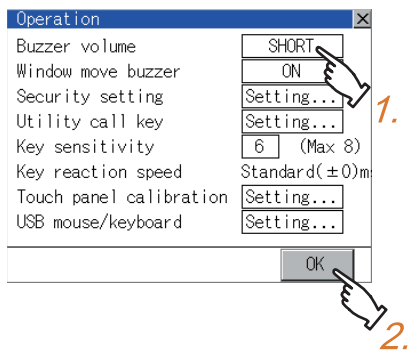 Operation ×
Buzzer volume SHORT
Window move buzzer ON
Security setting Setting...
Utility call key Setting...
Key sensitivity 6 (Max 8)
Key reaction speed Standard(±0)m
Touch panel calibration Setting...
USB mouse/keyboard Setting...
OK
1.
2.